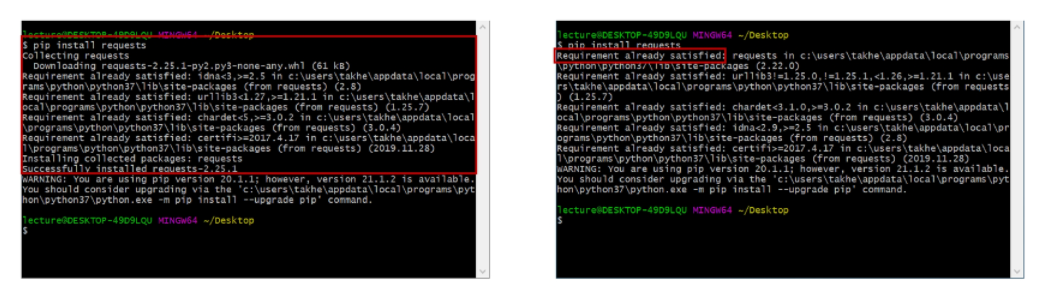 lecture@DESKTOP-49D9LQU MINGW64 ~/Desktop
$ pip install requests
Collecting requests
  Downloading requests-2.25.1-py2.py3-none-any.whl (61 kB)
Requirement already satisfied: idna<3,>=2.5 in c:\users\takhe\appdata\local\prog
rams\python\python37\lib\site-packages (from requests) (2.8)
Requirement already satisfied: urllib3<1.27,>=1.21.1 in c:\users\takhe\appdata\l
ocal\programs\python\python37\lib\site-packages (from requests) (1.25.7)
Requirement already satisfied: chardet<5,>=3.0.2 in c:\users\takhe\appdata\local
\programs\python\python37\lib\site-packages (from requests) (3.0.4)
Requirement already satisfied: certifi>=2017.4.17 in c:\users\takhe\appdata\loca
l\programs\python\python37\lib\site-packages (from requests) (2019.11.28)
Installing collected packages: requests
Successfully installed requests-2.25.1
WARNING: You are using pip version 20.1.1; however, version 21.1.2 is available.
You should consider upgrading via the 'c:\users\takhe\appdata\local\programs\pyt
hon\python37\python.exe -m pip install --upgrade pip' command.
lecture@DESKTOP-49D9LQU MINGW64 ~/Desktop
$
lecture@DESKTOP-49D9LQU MINGW64 ~/Desktop
$ pip install requests
Requirement already satisfied: requests in c:\users\takhe\appdata\local\programs
\python\python37\lib\site-packages (2.22.0)
Requirement already satisfied: urllib3!=1.25.0,!=1.25.1,<1.26,>=1.21.1 in c:\use
rs\takhe\appdata\local\programs\python\python37\lib\site-packages (from requests
) (1.25.7)
Requirement already satisfied: chardet<3.1.0,>=3.0.2 in c:\users\takhe\appdata\l
ocal\programs\python\python37\lib\site-packages (from requests) (3.0.4)
Requirement already satisfied: idna<2.9,>=2.5 in c:\users\takhe\appdata\local\pr
ograms\python\python37\lib\site-packages (from requests) (2.8)
Requirement already satisfied: certifi>=2017.4.17 in c:\users\takhe\appdata\loca
l\programs\python\python37\lib\site-packages (from requests) (2019.11.28)
WARNING: You are using pip version 20.1.1; however, version 21.1.2 is available.
You should consider upgrading via the 'c:\users\takhe\appdata\local\programs\pyt
hon\python37\python.exe -m pip install --upgrade pip' command.
lecture@DESKTOP-49D9LQU MINGW64 ~/Desktop
$